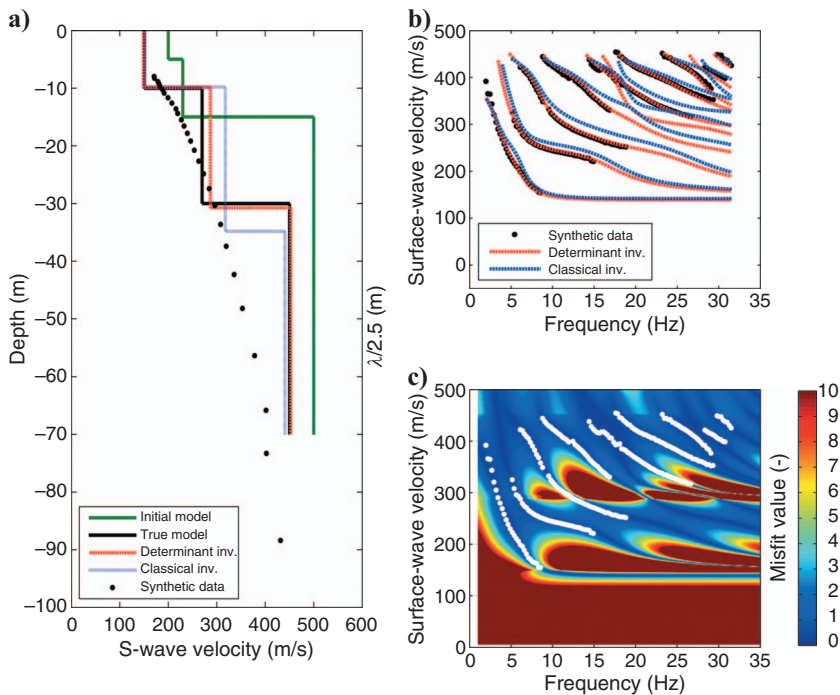 a)
0
−10
−20
−30
−40
−50
−60
−70
−80
−90
−100
Depth (m)
λ/2.5 (m)
Initial model
True model
Determinant inv.
Classical inv.
Synthetic data
0 100 200 300 400 500 600
S-wave velocity (m/s)
b)
500
400
300
200
100
0
Surface-wave velocity (m/s)
Synthetic data
Determinant inv.
Classical inv.
0 5 10 15 20 25 30 35
Frequency (Hz)
c)
500
400
300
200
100
0
Surface-wave velocity (m/s)
0 5 10 15 20 25 30 35
Frequency (Hz)
10
9
8
7
6
5
4
3
2
1
0
Misfit value (-)